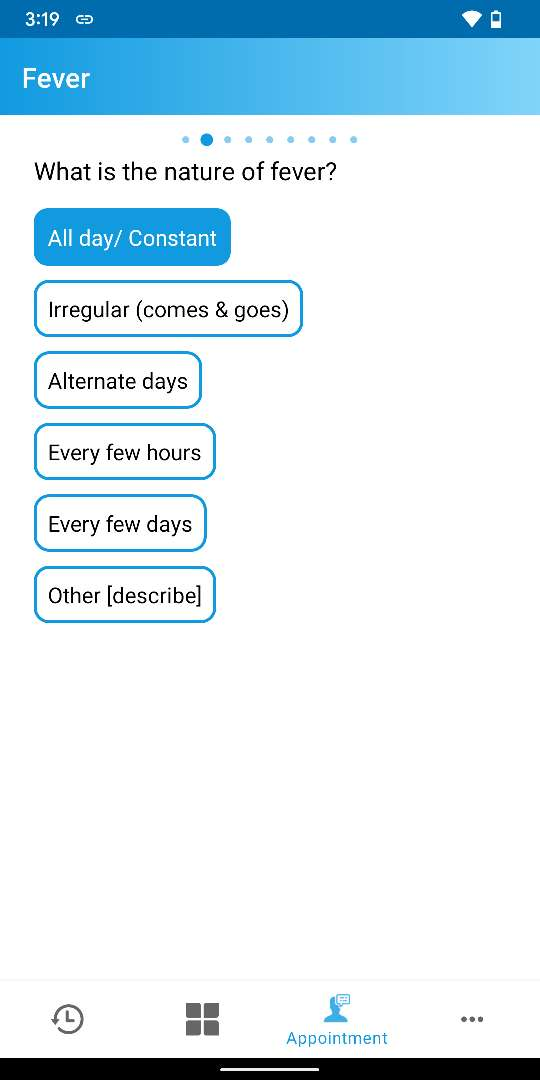 3:19
Fever
What is the nature of fever?
All day/ Constant
Irregular (comes & goes)
Alternate days
Every few hours
Every few days
Other [describe]
Appointment